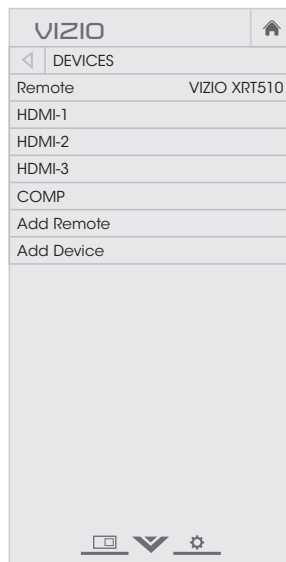 VIZIO
DEVICES
Remote VIZIO XRT510
HDMI-1
HDMI-2
HDMI-3
COMP
Add Remote
Add Device